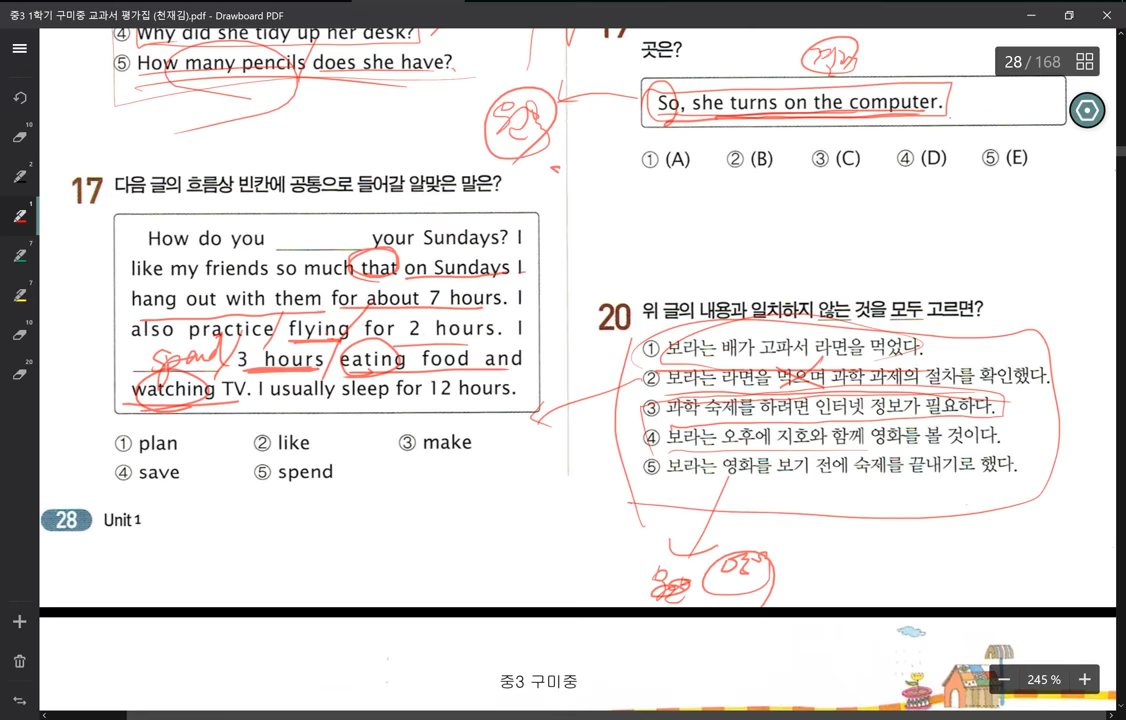 중3 1학기 구미중 교과서 평가집 (천재김).pdf - Drawboard PDF
28 / 168
④ Why did she tidy up her desk?
⑤ How many pencils does she have?
17 다음 글의 흐름상 빈칸에 공통으로 들어갈 알맞은 말은?
How do you ________ your Sundays? I
like my friends so much that on Sundays I
hang out with them for about 7 hours. I
also practice flying for 2 hours. I
spend 3 hours eating food and
watching TV. I usually sleep for 12 hours.
① plan ② like ③ make
④ save ⑤ spend
28 Unit 1
곳은?
So, she turns on the computer.
① (A) ② (B) ③ (C) ④ (D) ⑤ (E)
20 위 글의 내용과 일치하지 않는 것을 모두 고르면?
① 보라는 배가 고파서 라면을 먹었다.
② 보라는 라면을 먹으며 과학 과제의 절차를 확인했다.
③ 과학 숙제를 하려면 인터넷 정보가 필요하다.
④ 보라는 오후에 지호와 함께 영화를 볼 것이다.
⑤ 보라는 영화를 보기 전에 숙제를 끝내기로 했다.
중3 구미중
245 %
10
2
1
7
7
10
20